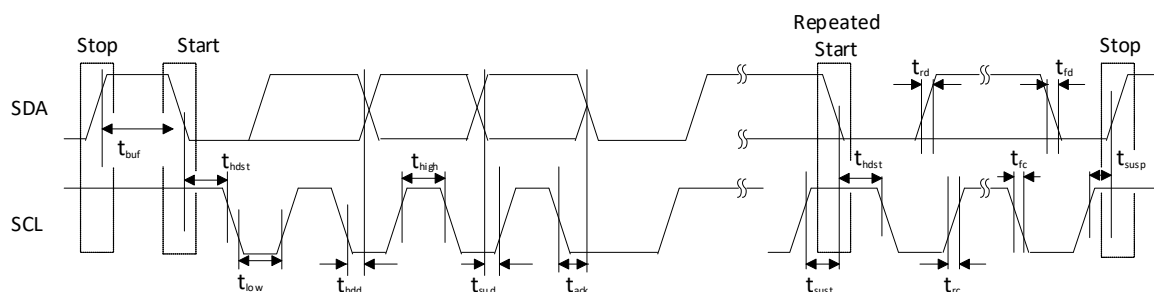 Repeated
Stop Start Start Stop
t_rd t_fd
SDA
t_buf t_hdst t_high t_hdst t_fc t_susp
SCL
t_low t_hdd t_sud t_ack t_sust t_rc